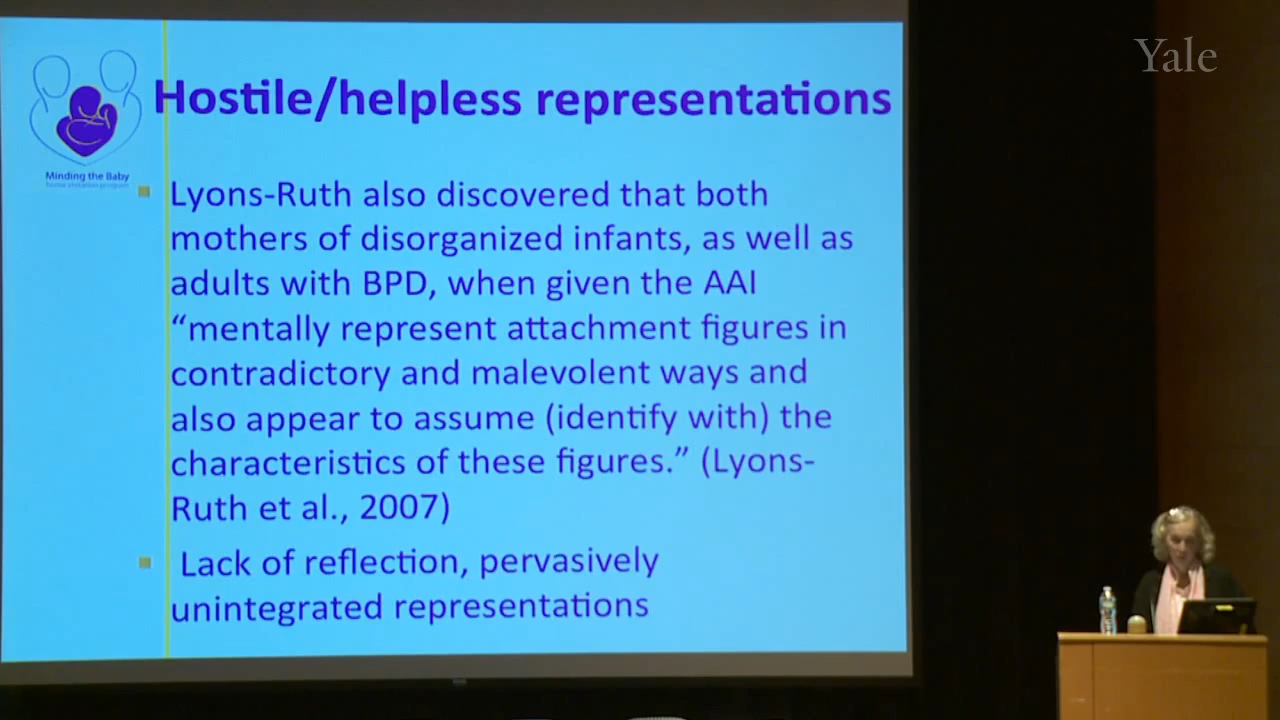 Yale
Hostile/helpless representations
Minding the Baby
home visitation program
Lyons-Ruth also discovered that both
mothers of disorganized infants, as well as
adults with BPD, when given the AAI
“mentally represent attachment figures in
contradictory and malevolent ways and
also appear to assume (identify with) the
characteristics of these figures.” (Lyons-
Ruth et al., 2007)
Lack of reflection, pervasively
unintegrated representations